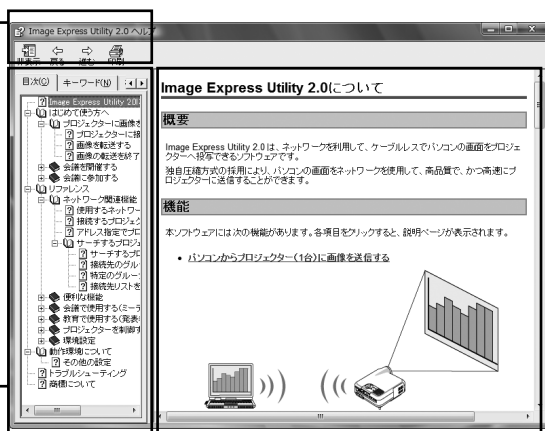 Image Express Utility 2.0 ヘルプ
非表示 戻る 進む 印刷
目次(C) キーワード(N)
Image Express Utility 2.0に
はじめて使う方へ
プロジェクターに画像を
プロジェクターに接
画像を転送する
画像の転送を終了
会議を開催する
会議に参加する
リファレンス
ネットワーク関連機能
使用するネットワー
接続するプロジェク
アドレス指定でプロ
サーチするプロジェ
サーチするプロ
接続先のグルー
特定のグルー
接続先リストを
便利な機能
会議で使用する(ミーテ
教育で使用する(発表
プロジェクターを制御す
環境設定
動作環境について
その他の設定
トラブルシューティング
商標について
Image Express Utility 2.0について
概要
Image Express Utility 2.0 は、ネットワークを利用して、ケーブルレスでパソコンの画面をプロジェ
クターへ投写できるソフトウェアです。
独自圧縮方式の採用により、パソコンの画面をネットワークを使用して、高品質で、かつ高速にプ
ロジェクターに送信することができます。
機能
本ソフトウェアには次の機能があります。各項目をクリックすると、説明ページが表示されます。
• パソコンからプロジェクター(1台)に画像を送信する